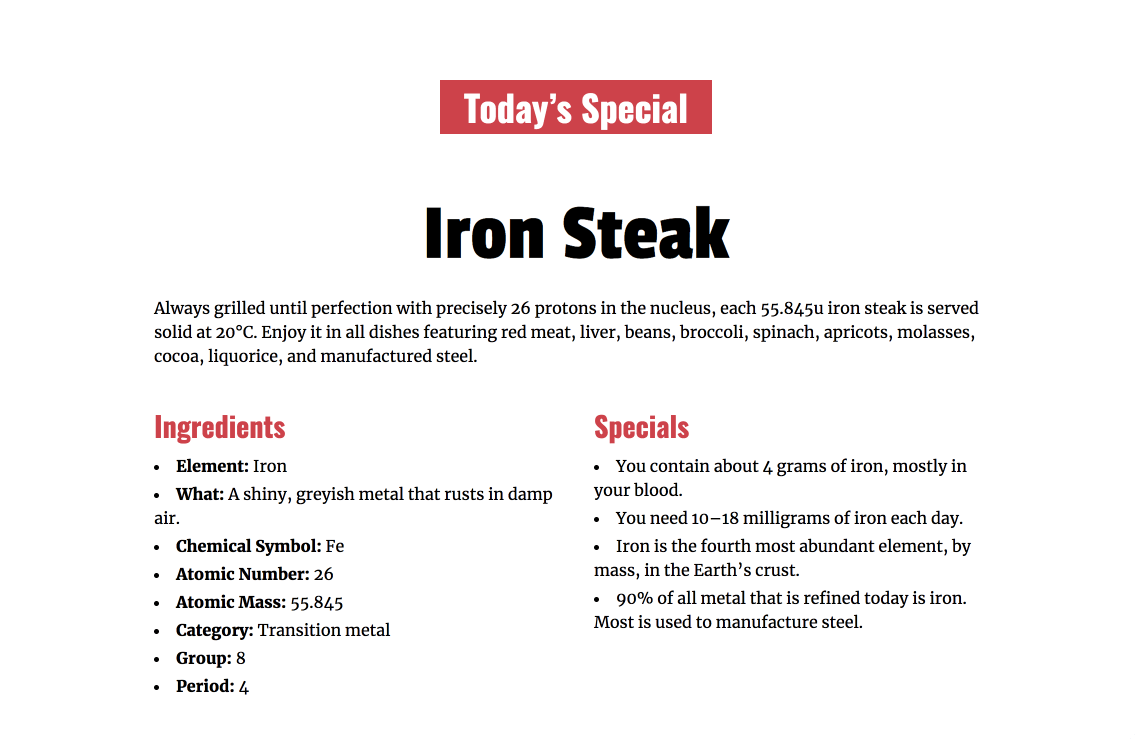 Today’s Special
Iron Steak
Always grilled until perfection with precisely 26 protons in the nucleus, each 55.845u iron steak is served
solid at 20°C. Enjoy it in all dishes featuring red meat, liver, beans, broccoli, spinach, apricots, molasses,
cocoa, liquorice, and manufactured steel.
Ingredients
• Element: Iron
• What: A shiny, greyish metal that rusts in damp
air.
• Chemical Symbol: Fe
• Atomic Number: 26
• Atomic Mass: 55.845
• Category: Transition metal
• Group: 8
• Period: 4
Specials
• You contain about 4 grams of iron, mostly in
your blood.
• You need 10–18 milligrams of iron each day.
• Iron is the fourth most abundant element, by
mass, in the Earth’s crust.
• 90% of all metal that is refined today is iron.
Most is used to manufacture steel.